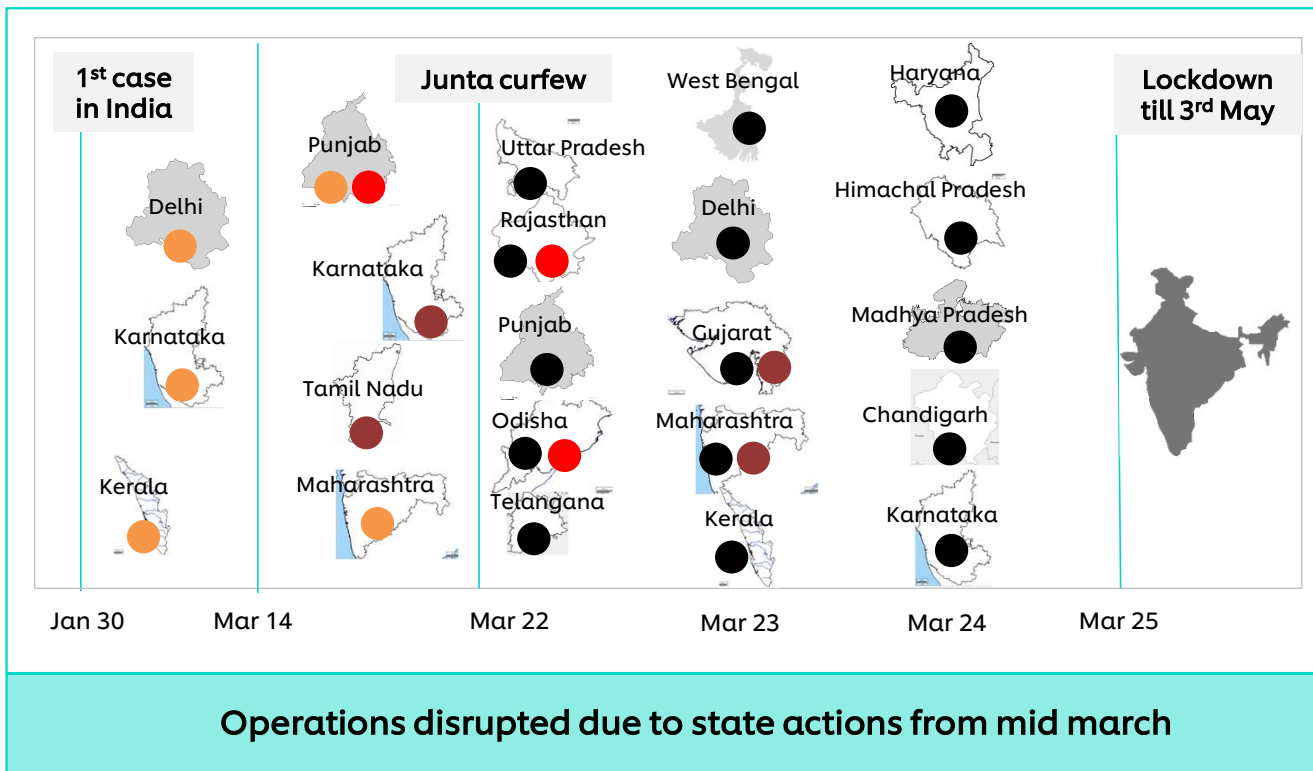 1st case
in India
Junta curfew
Lockdown
till 3rd May
Delhi
Karnataka
Kerala
Punjab
Karnataka
Tamil Nadu
Maharashtra
Uttar Pradesh
Rajasthan
Punjab
Odisha
Telangana
West Bengal
Delhi
Gujarat
Maharashtra
Kerala
Haryana
Himachal Pradesh
Madhya Pradesh
Chandigarh
Karnataka
Jan 30
Mar 14
Mar 22
Mar 23
Mar 24
Mar 25
Operations disrupted due to state actions from mid march